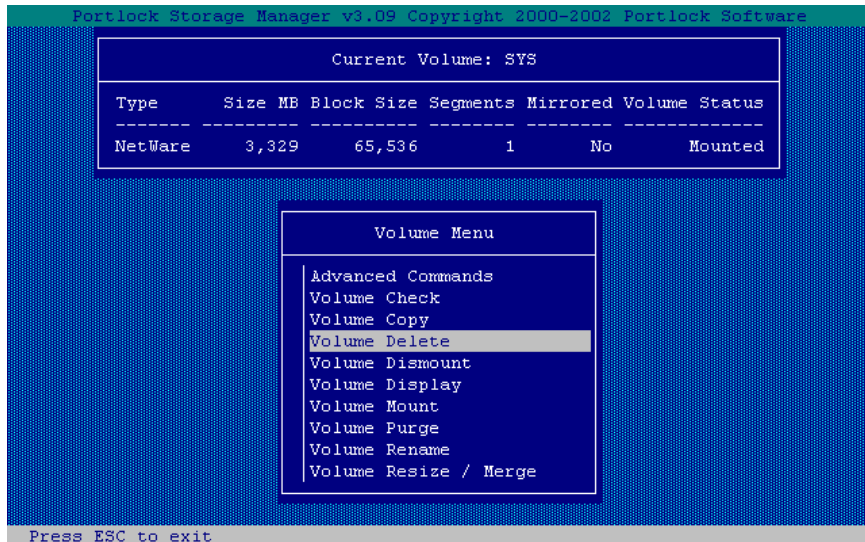 Portlock Storage Manager v3.09 Copyright 2000-2002 Portlock Software
Current Volume: SYS
Type Size MB Block Size Segments Mirrored Volume Status
------- --------- ---------- -------- -------- -------------
NetWare 3,329 65,536 1 No Mounted
Volume Menu
Advanced Commands
Volume Check
Volume Copy
Volume Delete
Volume Dismount
Volume Display
Volume Mount
Volume Purge
Volume Rename
Volume Resize / Merge
Press ESC to exit